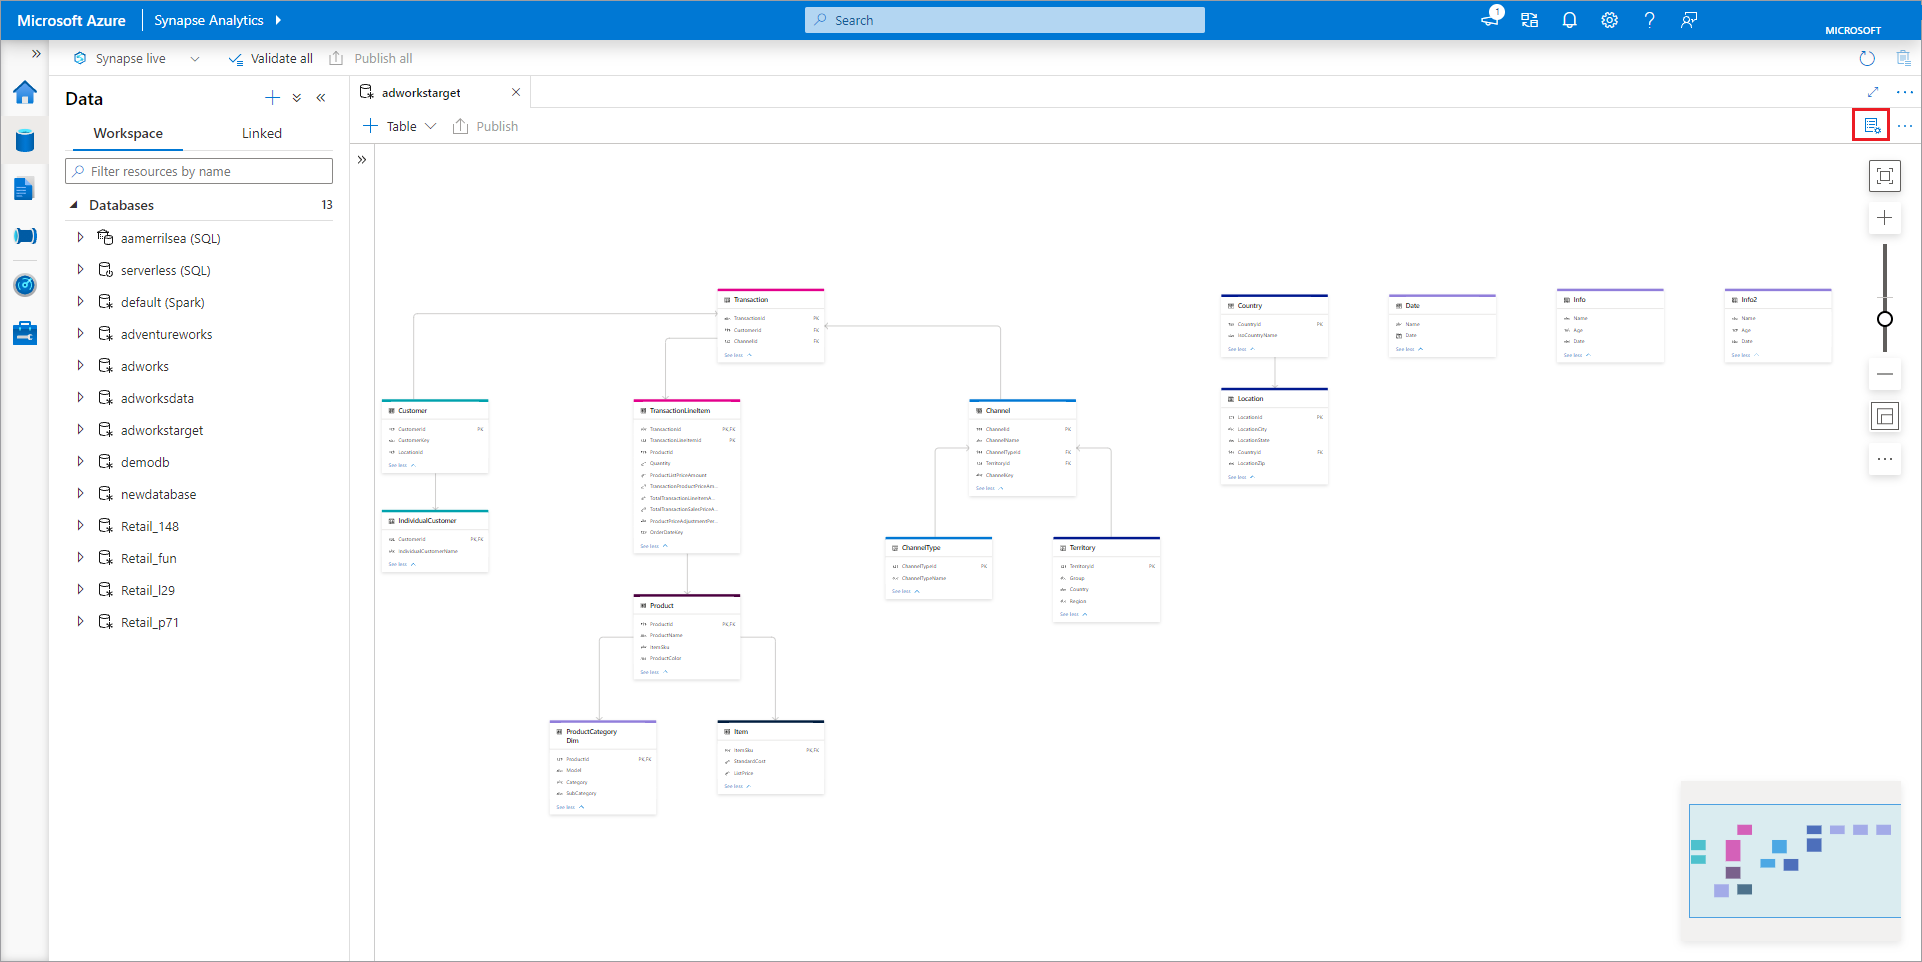 Microsoft Azure
Synapse Analytics
Search
1
MICROSOFT
Synapse live
Validate all
Publish all
Data
Workspace
Linked
Filter resources by name
Databases
13
aamerrilsea (SQL)
serverless (SQL)
default (Spark)
adventureworks
adworks
adworksdata
adworkstarget
demodb
newdatabase
Retail_148
Retail_fun
Retail_l29
Retail_p71
adworkstarget
Table
Publish
Transaction
TransactionId PK
CustomerId FK
ChannelId FK
See less
Customer
CustomerId PK
CustomerKey
LocationId
See less
IndividualCustomer
CustomerId PK,FK
IndividualCustomerName
See less
TransactionLineItem
TransactionId PK,FK
TransactionLineItemId PK
ProductId
Quantity
ProductListPriceAmount
TransactionProductPriceAm...
TotalTransactionLineItemA...
TotalTransactionSalesPriceA...
ProductPriceAdjustmentPer...
OrderDateKey
See less
Product
ProductId PK,FK
ProductName
ItemSku
ProductColor
See less
ProductCategory
Dim
ProductId PK,FK
Model
Category
SubCategory
See less
Item
ItemSku PK,FK
StandardCost
ListPrice
See less
Channel
ChannelId PK
ChannelName
ChannelTypeId FK
TerritoryId FK
ChannelKey
See less
ChannelType
ChannelTypeId PK
ChannelTypeName
See less
Territory
TerritoryId PK
Group
Country
Region
See less
Country
CountryId PK
IsoCountryName
See less
Location
LocationId PK
LocationCity
LocationState
CountryId FK
LocationZip
See less
Date
Name
Date
See less
Info
Name
Age
Date
See less
Info2
Name
Age
Date
See less